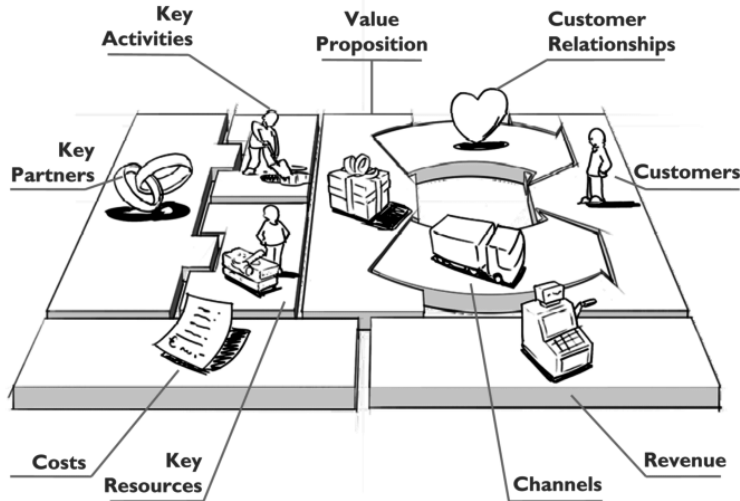 Key
Activities
Value
Proposition
Customer
Relationships
Key
Partners
Customers
Costs
Key
Resources
Channels
Revenue